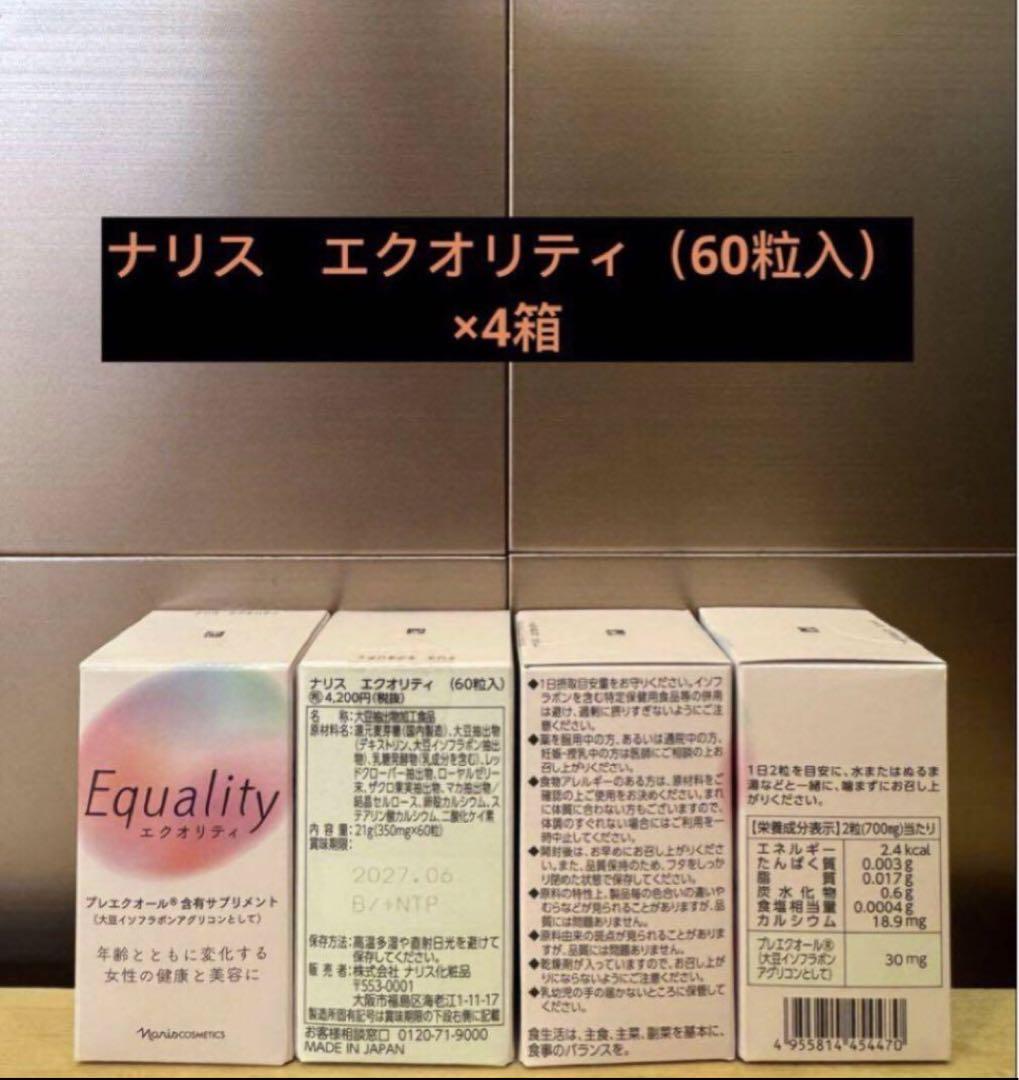 ナリス　エクオリティ（60粒入）
×4箱
Equality
エクオリティ
プレエクオール®含有サプリメント
（大豆イソフラボンアグリコンとして）
年齢とともに変化する
女性の健康と美容に
Naris COSMETICS
ナリス　エクオリティ　（60粒入）
㋖4,200円（税抜）
名　　称:大豆抽出物加工食品
原材料名:還元麦芽糖（国内製造）、大豆抽出物
（デキストリン、大豆イソフラボン抽出
物）、乳糖発酵物（乳成分を含む）、レッ
ドクローバー抽出物、ローヤルゼリー
末、ザクロ果実抽出物、マカ抽出物／
結晶セルロース、卵殻カルシウム、ス
テアリン酸カルシウム、二酸化ケイ素
内 容 量:21g（350mg×60粒）
賞味期限:
2027.06
B/+NTP
保存方法:高温多湿や直射日光を避けて
保存してください。
販 売 者:株式会社 ナリス化粧品
〒553-0001
大阪市福島区海老江1-11-17
製造所固有記号は賞味期限の下段右側に記載
お客様相談窓口　0120-71-9000
MADE IN JAPAN
◆1日摂取目安量をお守りください。イソフ
ラボンを含む特定保健用食品等の併用
は避け、過剰に摂りすぎないようにご注
意ください。
◆薬を服用中の方、あるいは通院中の方、
妊娠・授乳中の方は医師にご相談の上お
召し上がりください。
◆食物アレルギーのある方は、原材料をご
確認の上ご使用をお決めください。まれ
に体質に合わない方もございますので、
体調のすぐれない場合にはご利用を一
時中止してください。
◆開封後は、お早めにお召し上がりくださ
い。また、品質保持のため、フタをしっか
り閉めた状態で保存してください。
◆原料の特性上、製品毎の色合いの違いや
むらなどが見られることがありますが、品
質には問題ありません。
◆原料由来の斑点が見られることがありま
すが、品質には問題ありません。
◆乾燥剤が入っていますので、お召し上が
りにならないようにご注意ください。
◆乳幼児の手の届かないところに保管して
ください。
食生活は、主食、主菜、副菜を基本に、
食事のバランスを。
1日2粒を目安に、水またはぬるま
湯などと一緒に、噛まずにお召し上
がりください。
【栄養成分表示】2粒（700mg）当たり
エネルギー 2.4 kcal
たんぱく質 0.003 g
脂質 0.017 g
炭水化物 0.6 g
食塩相当量 0.0004 g
カルシウム 18.9 mg
プレエクオール®
（大豆イソフラボン
アグリコンとして） 30 mg
4 955814 454470